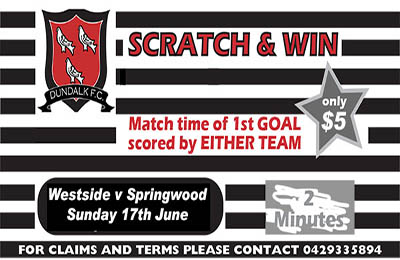 SCRATCH & WIN
DUNDALK F.C.
only
$5
Match time of 1st GOAL
scored by EITHER TEAM
Westside v Springwood
Sunday 17th June
2
Minutes
FOR CLAIMS AND TERMS PLEASE CONTACT 0429335894